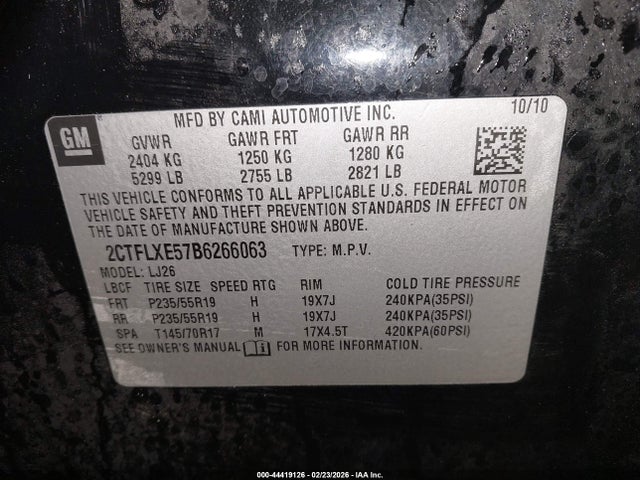 MFD BY CAMI AUTOMOTIVE INC. 10/10
GM
GVWR GAWR FRT GAWR RR
2404 KG 1250 KG 1280 KG
5299 LB 2755 LB 2821 LB
THIS VEHICLE CONFORMS TO ALL APPLICABLE U.S. FEDERAL MOTOR
VEHICLE SAFETY AND THEFT PREVENTION STANDARDS IN EFFECT ON
THE DATE OF MANUFACTURE SHOWN ABOVE.
2CTFLXE57B6266063 TYPE: M.P.V.
MODEL: LJ26
LBCF TIRE SIZE SPEED RTG RIM COLD TIRE PRESSURE
FRT P235/55R19 H 19X7J 240KPA(35PSI)
RR P235/55R19 H 19X7J 240KPA(35PSI)
SPA T145/70R17 M 17X4.5T 420KPA(60PSI)
SEE OWNER'S MANUAL FOR MORE INFORMATION.
000-44419126 - 02/23/2026 - IAA Inc.